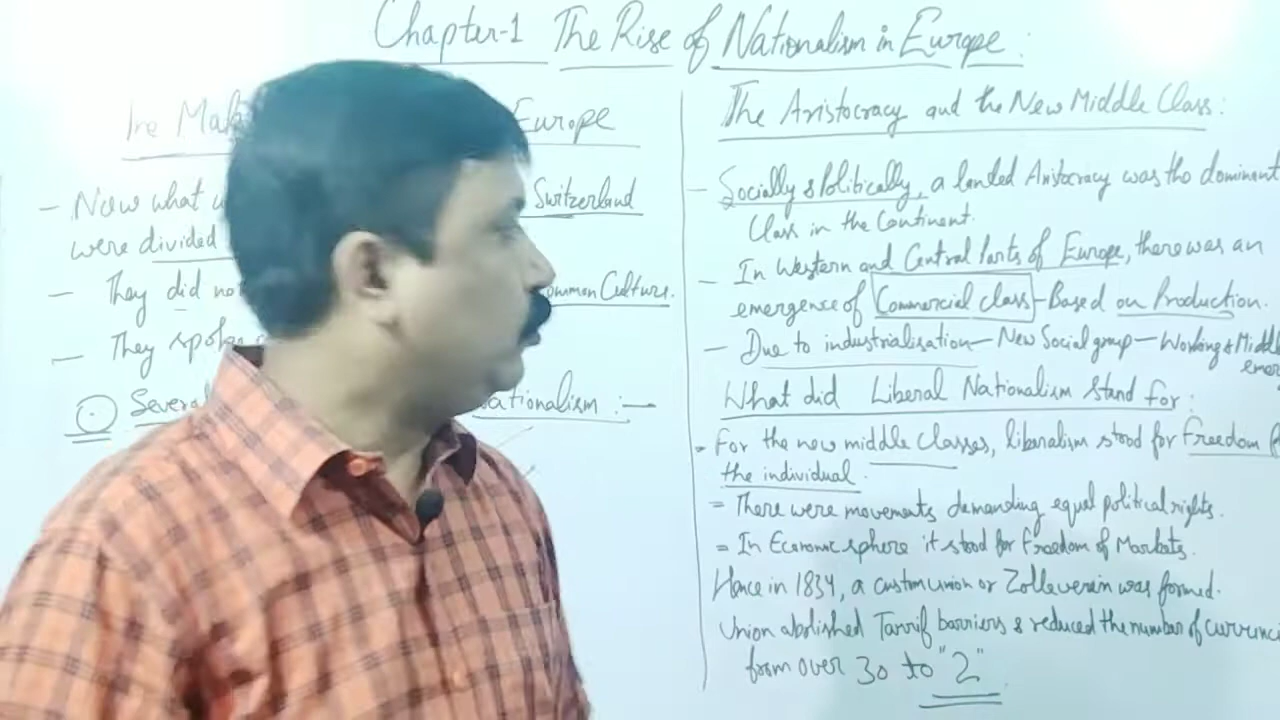 Chapter-1 The Rise of Nationalism in Europe:
Europe
- Now what Switzerland
were divided
- They did no ommon Culture.
- They spoke
Several Nationalism :-
The Aristocracy and the New Middle Class:
- Socially & Politically, a landed Aristocracy was tho dominant
Class in the Continent.
- In Western and Central Parts of Europe, there was an
emergence of Commercial class - Based on Production.
- Due to industrialisation - New Social group - Working & Middl
emer
What did Liberal Nationalism Stand for:
= For the new middle Classes, liberalism stood for Freedom f
the individual.
= There were movements demanding equal political rights.
= In Economic sphere it stood for Freedom of Markets.
Hence in 1834, a custom union or Zolleverein was formed.
Union abolished Tarrif barriers & reduced the number of currenci
from over 30 to "2"